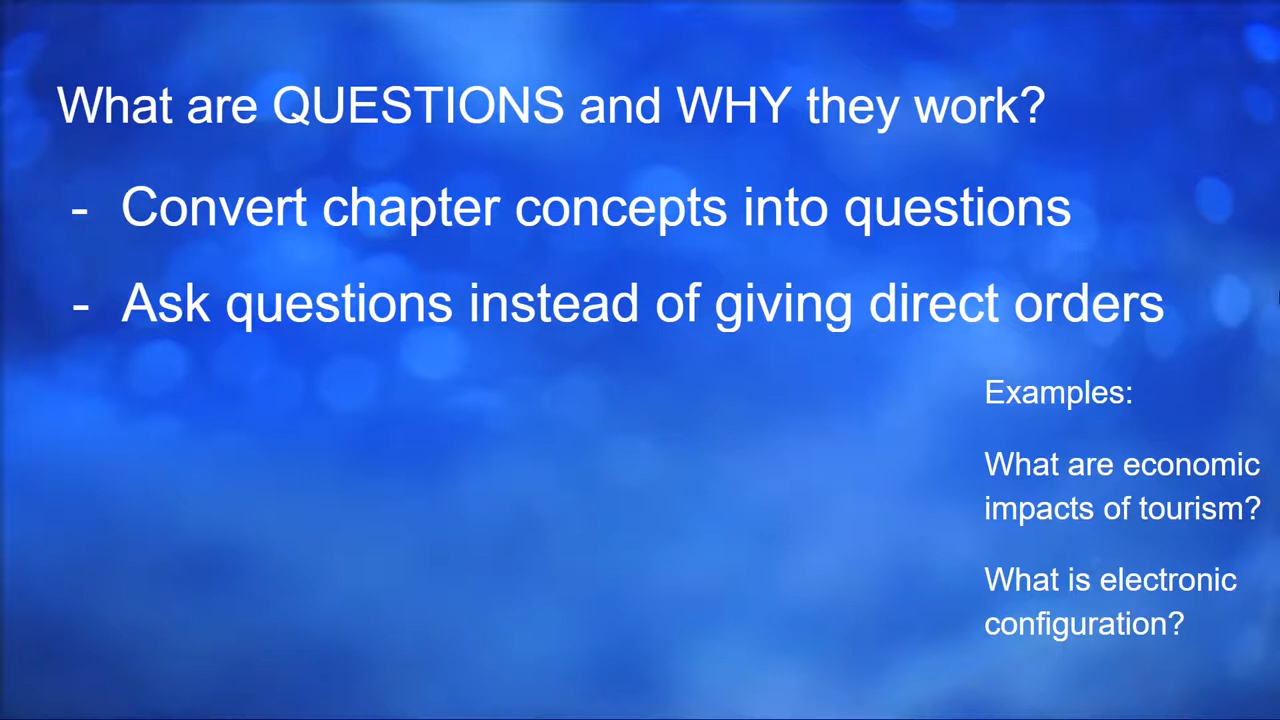 What are QUESTIONS and WHY they work?
- Convert chapter concepts into questions
- Ask questions instead of giving direct orders
Examples:
What are economic
impacts of tourism?
What is electronic
configuration?